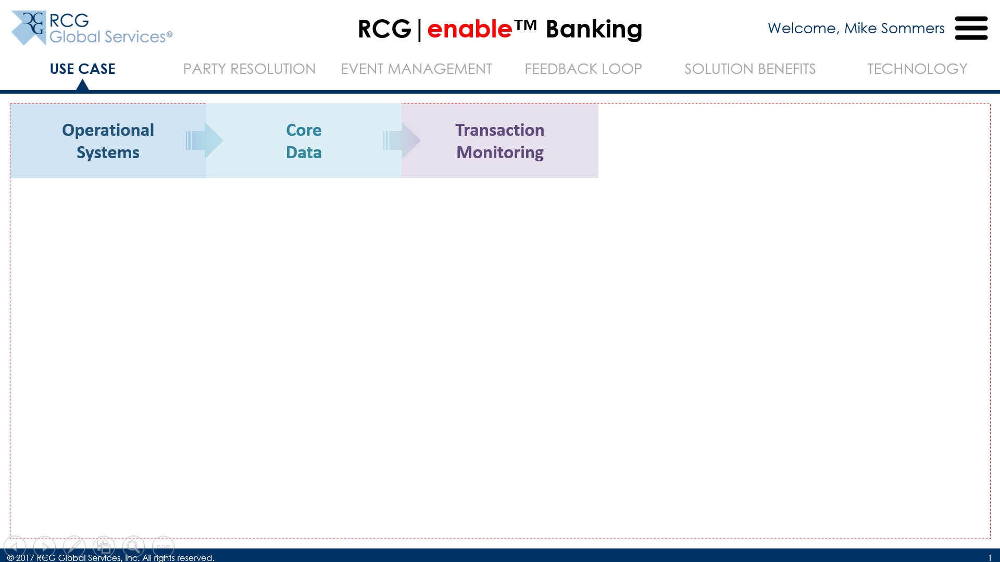 RCG
Global Services®
RCG|enable™ Banking
Welcome, Mike Sommers
USE CASE
PARTY RESOLUTION
EVENT MANAGEMENT
FEEDBACK LOOP
SOLUTION BENEFITS
TECHNOLOGY
Operational
Systems
Core
Data
Transaction
Monitoring
© 2017 RCG Global Services, Inc. All rights reserved.
1